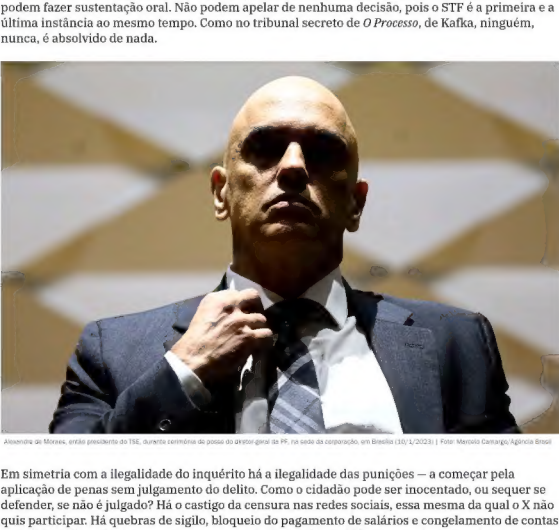 podem fazer sustentação oral. Não podem apelar de nenhuma decisão, pois o STF é a primeira e a
última instância ao mesmo tempo. Como no tribunal secreto de O Processo, de Kafka, ninguém,
nunca, é absolvido de nada.
Alexandre de Moraes, então presidente do TSE, durante cerimônia de posse do diretor-geral da PF, na sede da corporação, em Brasília (10/1/2023) | Foto: Marcelo Camargo/Agência Brasil
Em simetria com a ilegalidade do inquérito há a ilegalidade das punições — a começar pela
aplicação de penas sem julgamento do delito. Como o cidadão pode ser inocentado, ou sequer se
defender, se não é julgado? Há o castigo da censura nas redes sociais, essa mesma da qual o X não
quis participar. Há quebras de sigilo, bloqueio do pagamento de salários e congelamento de conta